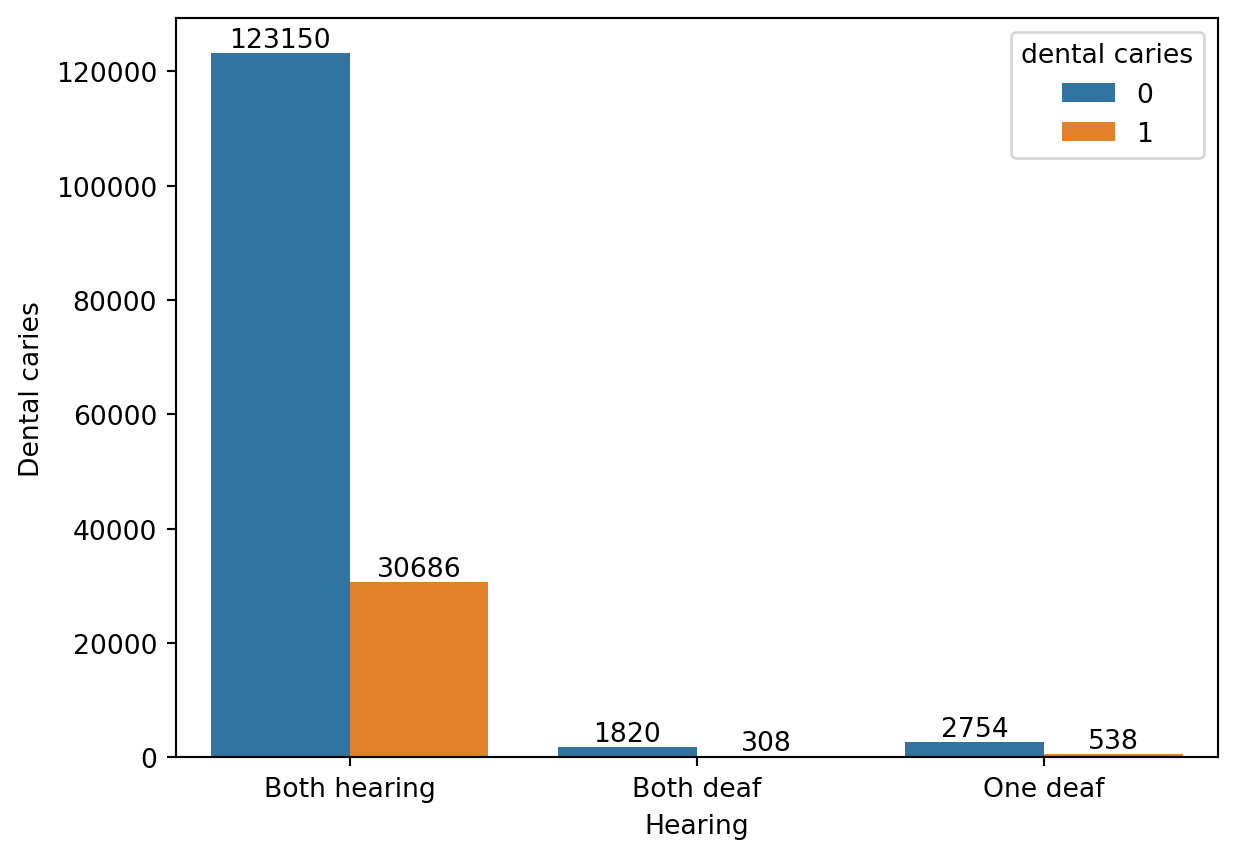 123150
120000
100000
80000
60000
40000
20000
0
Dental caries
30686
1820
308
2754
538
Both hearing
Both deaf
One deaf
Hearing
dental caries
0
1